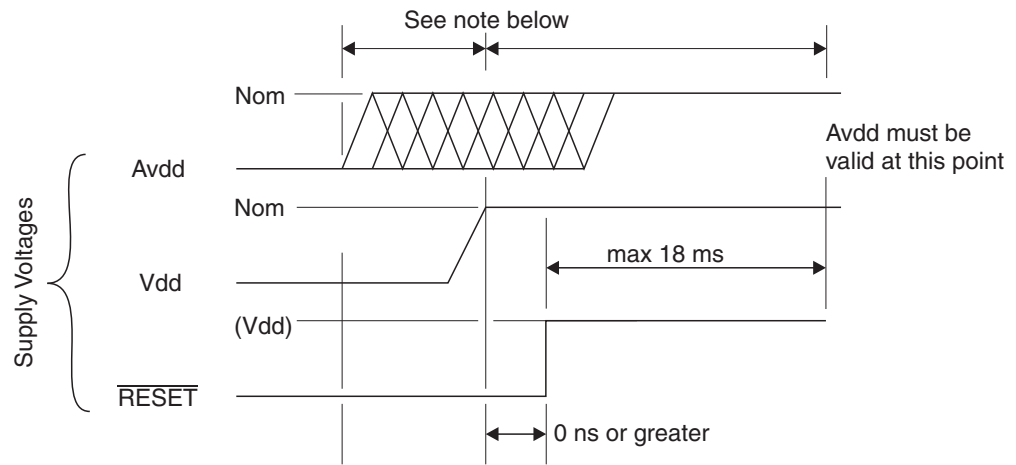 See note below
Nom
Avdd must be
valid at this point
Avdd
Nom
max 18 ms
Vdd
(Vdd)
RESET
0 ns or greater
Supply Voltages